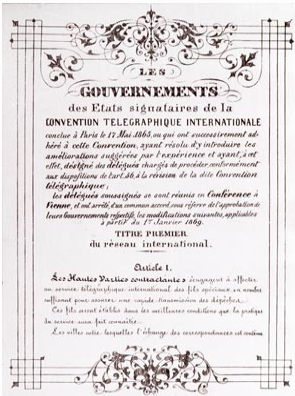 LES
GOUVERNEMENTS
des Etats signataires de la
CONVENTION TELEGRAPHIQUE INTERNATIONALE
conclue à Paris le 17 Mai 1865, ou qui ont successivement ad-
héré à cette Convention, ayant résolu d'y introduire les
améliorations suggérées par l'expérience et ayant, à cet
effet, désigné des délégués chargés de procéder, conformément
aux dispositions de l'art. 56, à la révision de la dite Convention
télégraphique;
les délégués soussignés se sont réunis en Conférence à
Vienne, et ont arrêté, d'un commun accord, sous réserve de l'approbation de
leurs Gouvernements respectifs, les modifications suivantes, applicables
à partir du 1er Janvier 1869.
TITRE PREMIER
du réseau international.
Article 1.
Les Hautes Parties contractantes s'engagent à affecter
au service télégraphique international des fils spéciaux, en nombre
suffisant pour assurer une rapide transmission des dépêches.
Ces fils seront établis dans les meilleures conditions que la pratique
du service aura fait connaître.
Les villes entre lesquelles l'échange des correspondances est continu